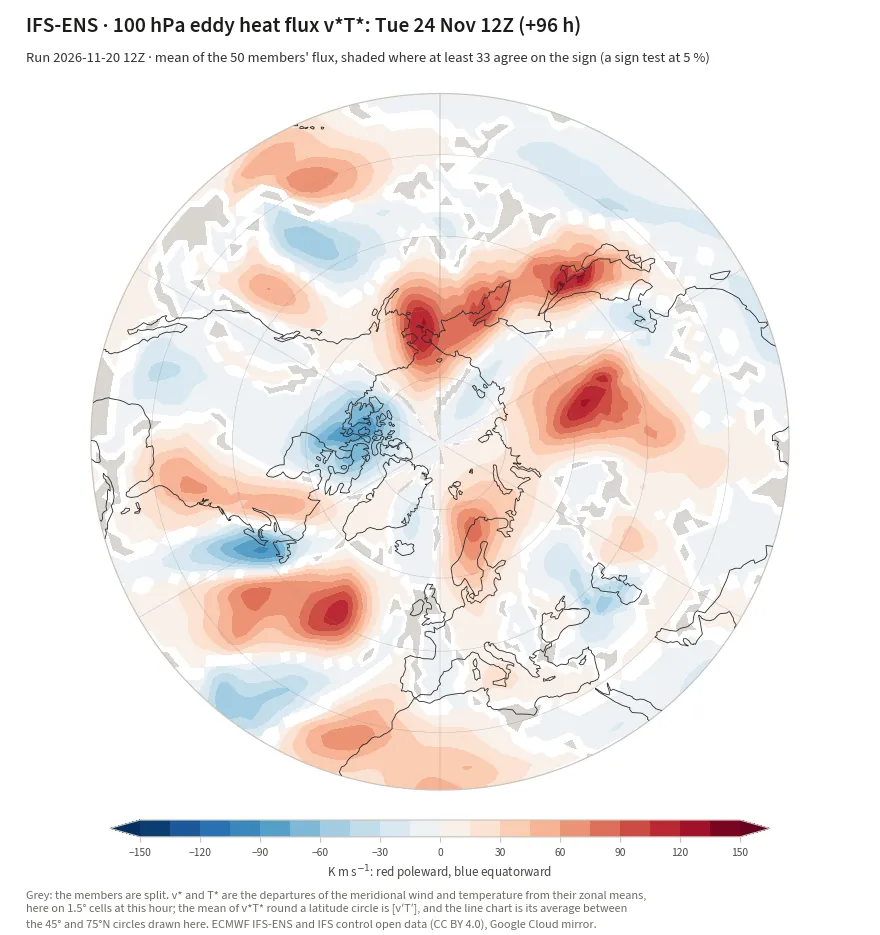 IFS-ENS · 100 hPa eddy heat flux v*T*: Tue 24 Nov 12Z (+96 h)
Run 2026-11-20 12Z · mean of the 50 members' flux, shaded where at least 33 agree on the sign (a sign test at 5 %)
−150 −120 −90 −60 −30 0 30 60 90 120 150
K m s⁻¹: red poleward, blue equatorward
Grey: the members are split. v* and T* are the departures of the meridional wind and temperature from their zonal means,
here on 1.5° cells at this hour; the mean of v*T* round a latitude circle is [v'T'], and the line chart is its average between
the 45° and 75°N circles drawn here. ECMWF IFS-ENS and IFS control open data (CC BY 4.0), Google Cloud mirror.